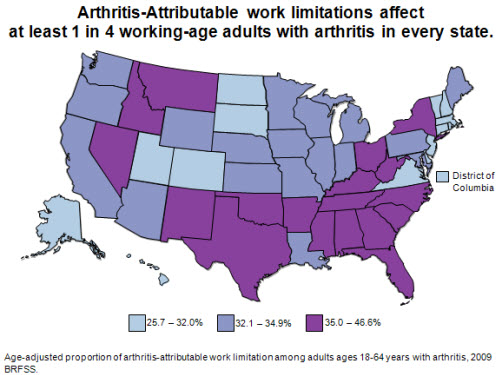 Arthritis-Attributable work limitations affect
at least 1 in 4 working-age adults with arthritis in every state.
District of
Columbia
25.7 – 32.0%
32.1 – 34.9%
35.0 – 46.6%
Age-adjusted proportion of arthritis-attributable work limitation among adults ages 18-64 years with arthritis, 2009
BRFSS.